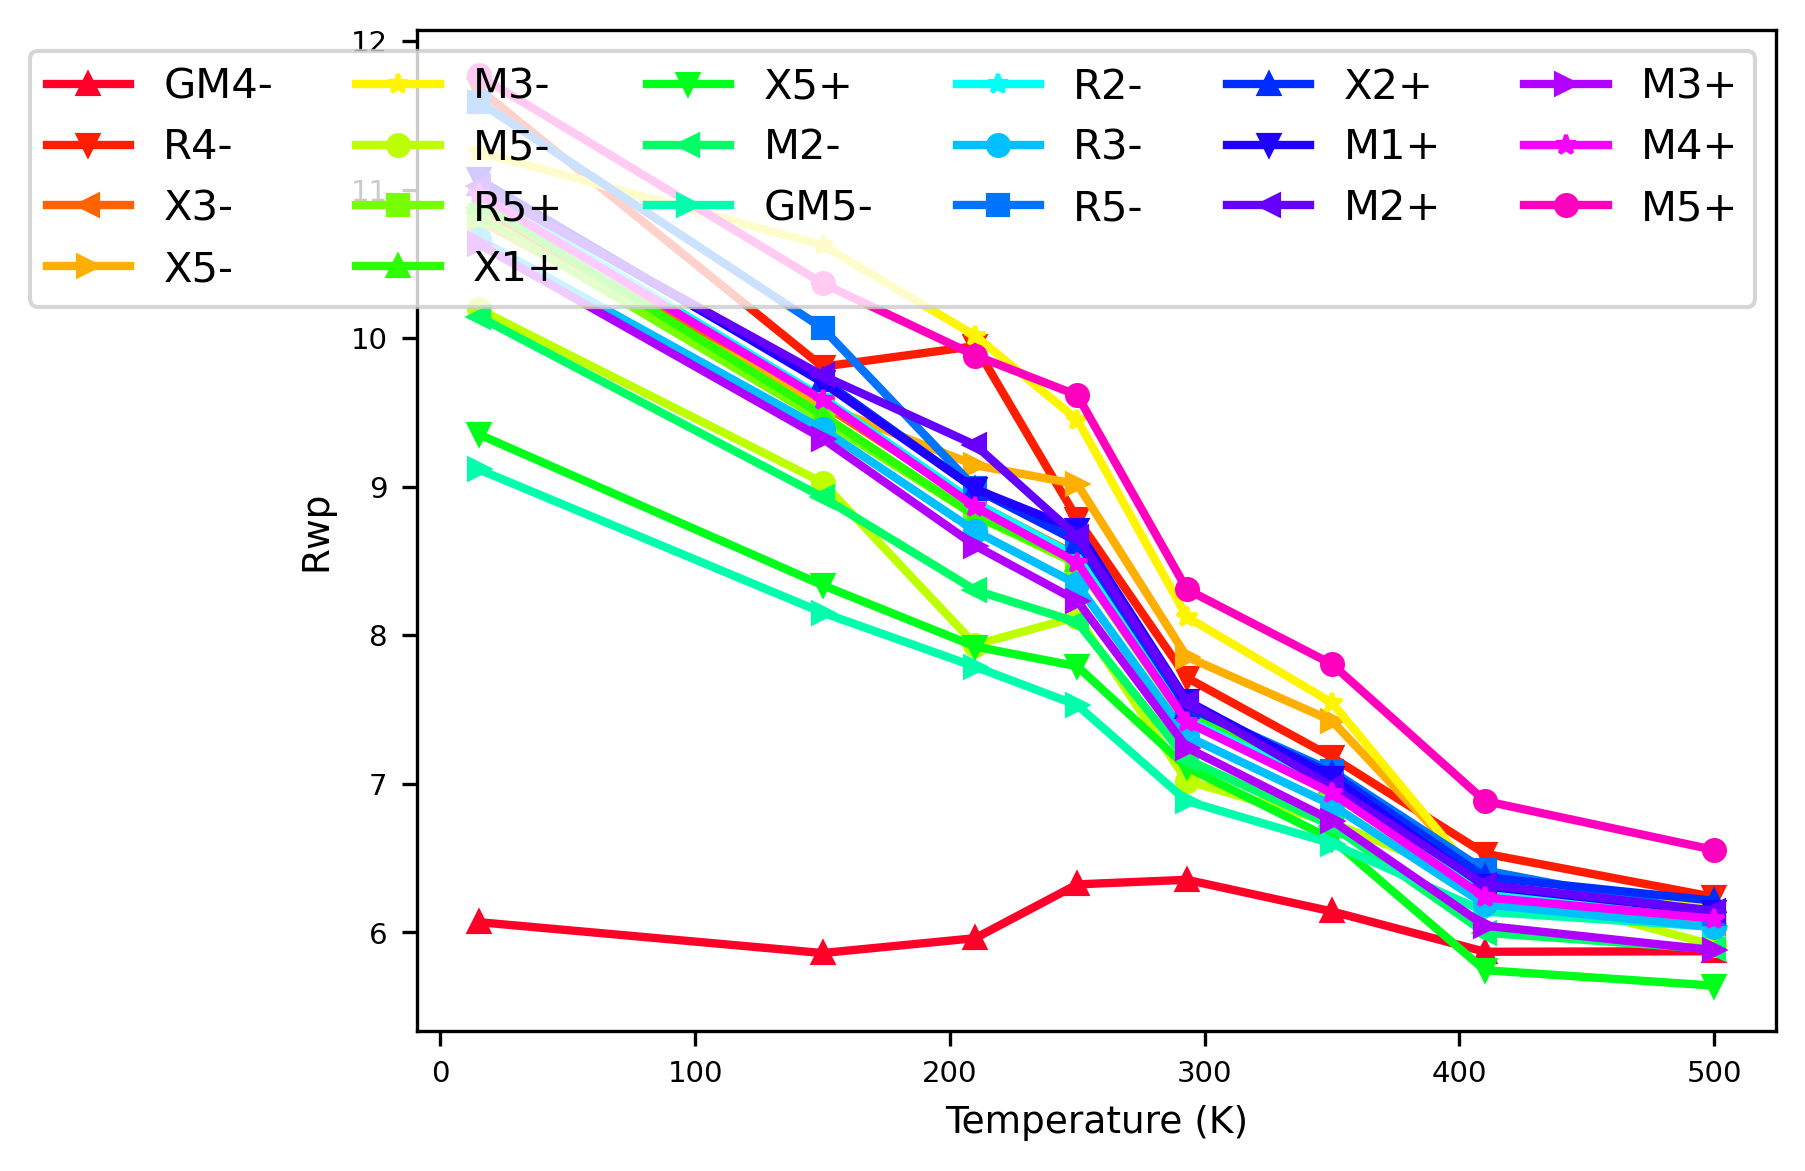 12
GM4- M3- X5+ R2- X2+ M3+
R4- M5- M2- R3- M1+ M4+
11
X3- R5+ GM5- R5- M2+ M5+
X5- X1+
10
9
Rwp
8
7
6
0 100 200 300 400 500
Temperature (K)